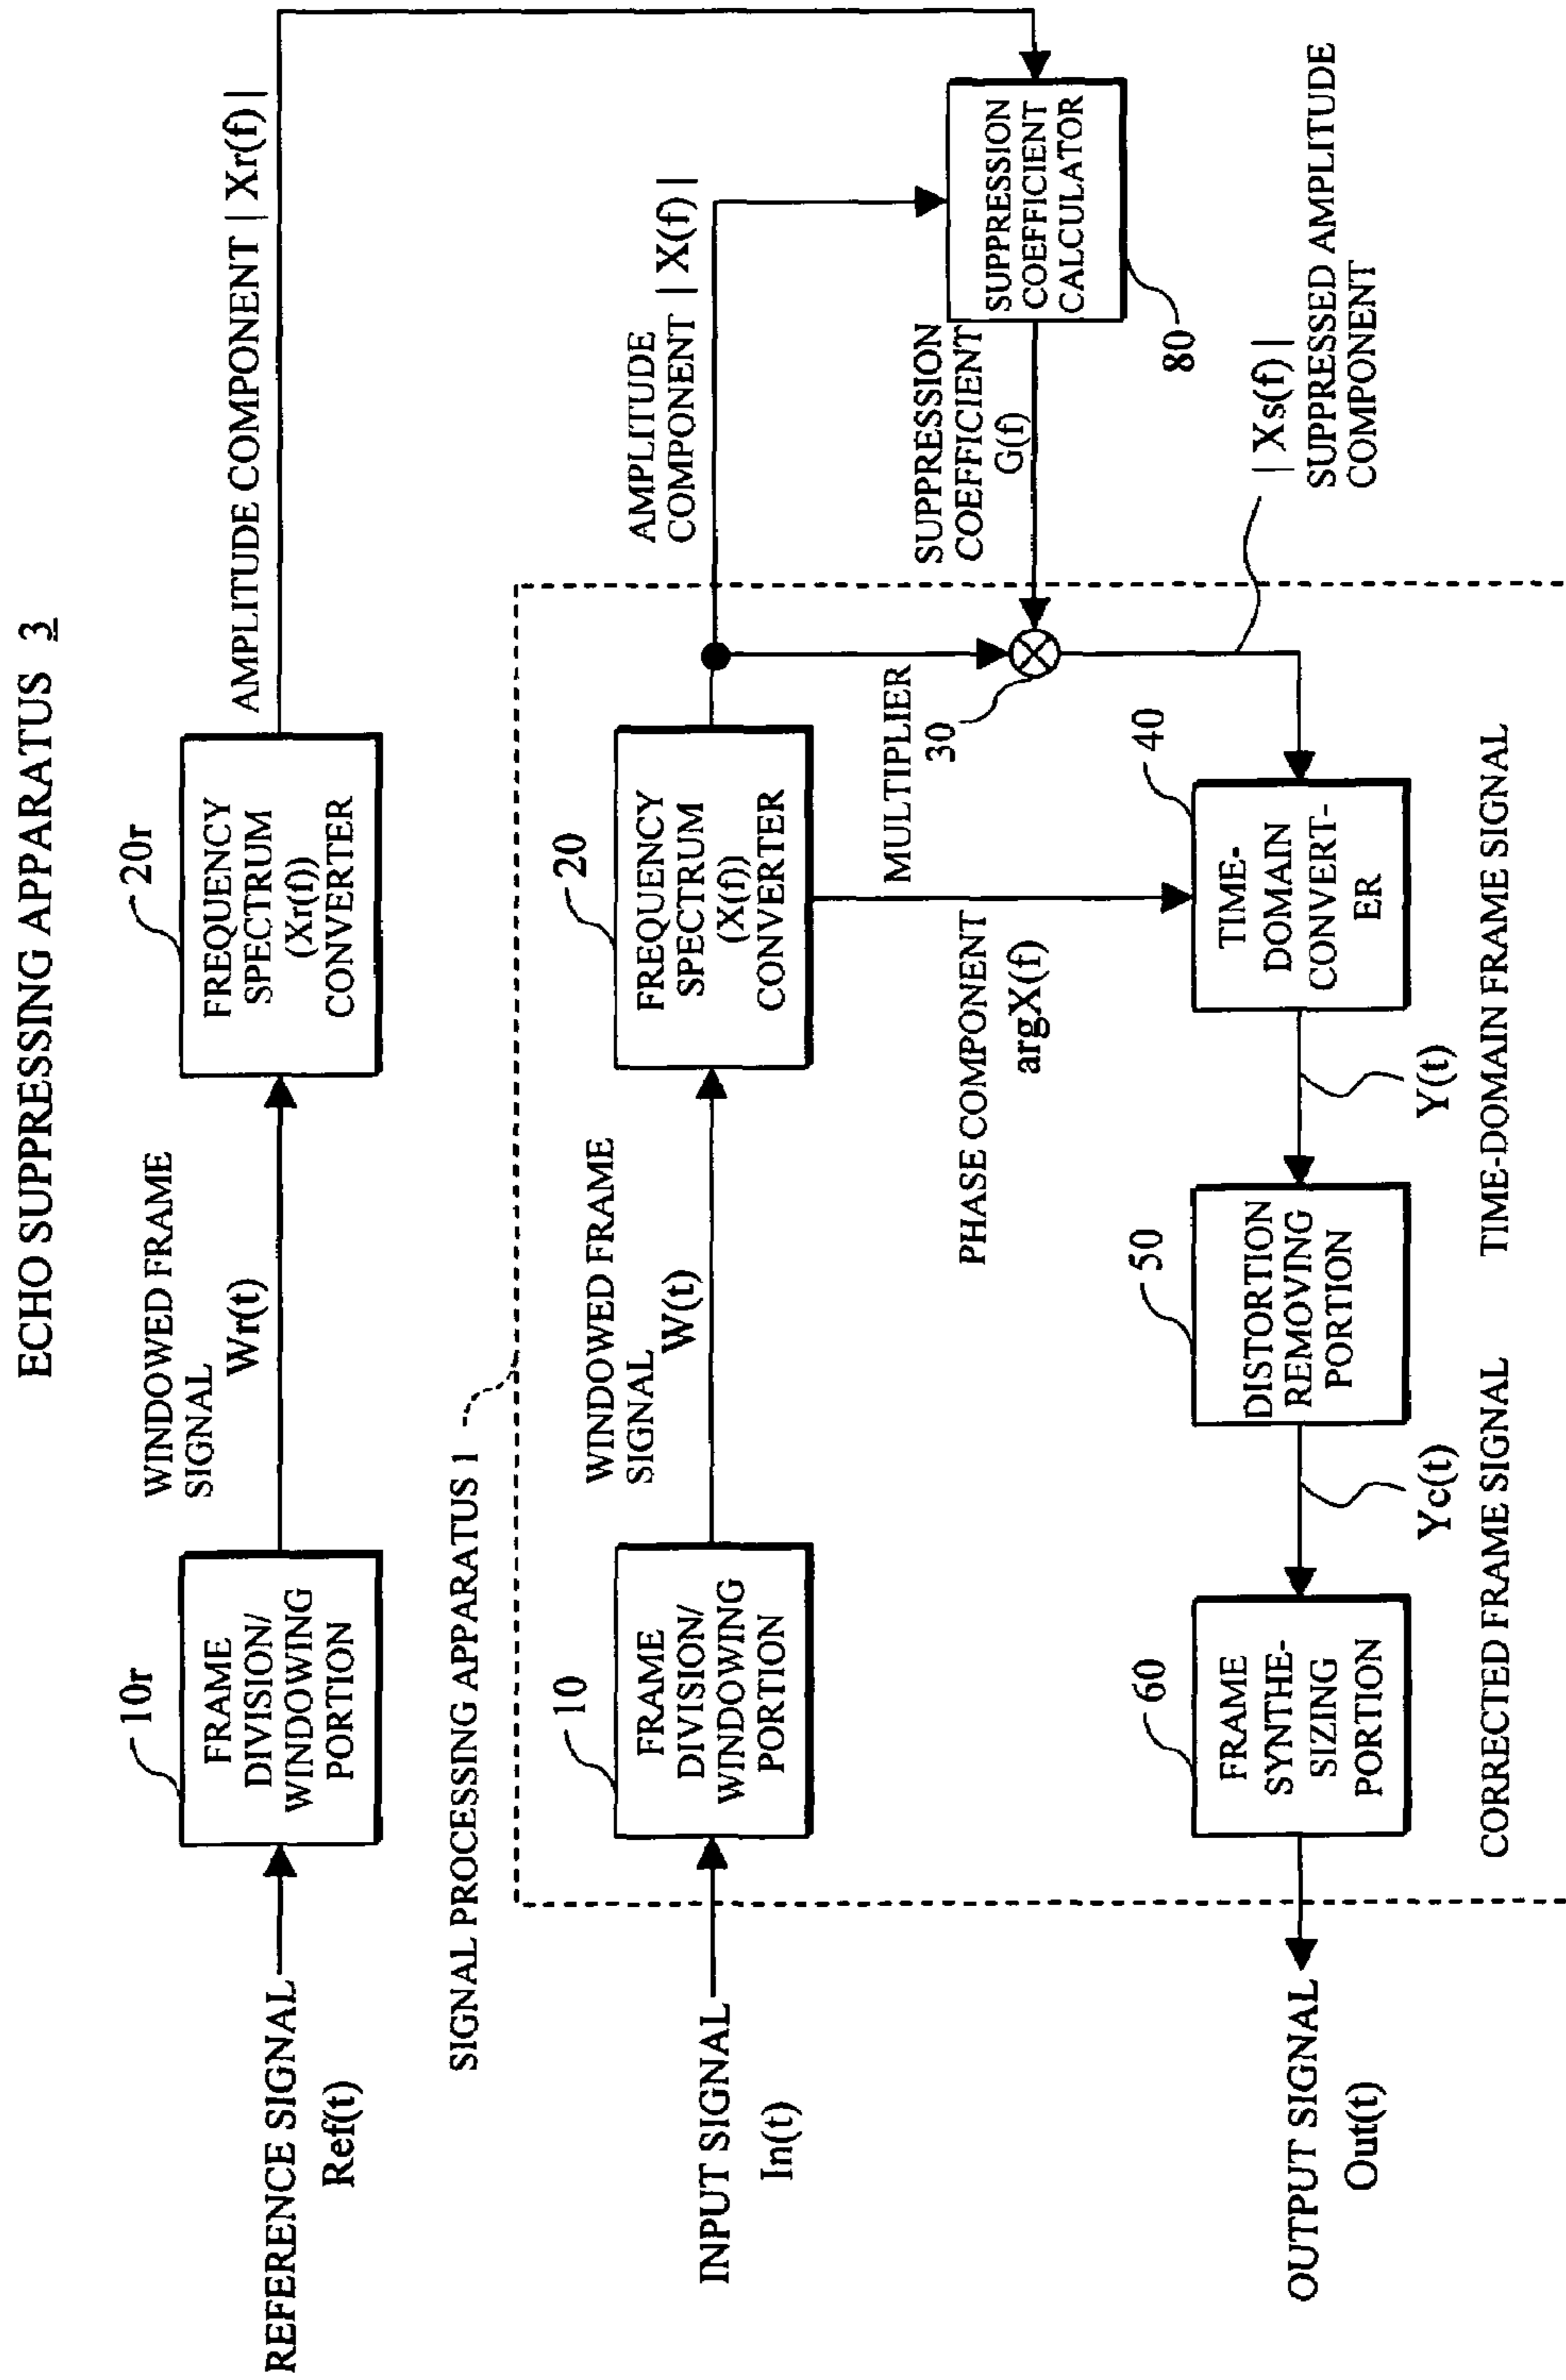 ECHO SUPPRESSING APPARATUS 3
REFERENCE SIGNAL
Ref(t)
10r
FRAME
DIVISION/
WINDOWING
PORTION
WINDOWED FRAME
SIGNAL
Wr(t)
20r
FREQUENCY
SPECTRUM
(Xr(f))
CONVERTER
AMPLITUDE COMPONENT | Xr(f) |
SIGNAL PROCESSING APPARATUS 1
INPUT SIGNAL
In(t)
10
FRAME
DIVISION/
WINDOWING
PORTION
WINDOWED FRAME
SIGNAL
W(t)
20
FREQUENCY
SPECTRUM
(X(f))
CONVERTER
AMPLITUDE
COMPONENT | X(f) |
SUPPRESSION
COEFFICIENT
CALCULATOR
80
SUPPRESSION
COEFFICIENT
G(f)
MULTIPLIER
30
PHASE COMPONENT
argX(f)
| Xs(f) |
SUPPRESSED AMPLITUDE
COMPONENT
40
TIME-
DOMAIN
CONVERT-
ER
Y(t)
TIME-DOMAIN FRAME SIGNAL
50
DISTORTION
REMOVING
PORTION
Yc(t)
CORRECTED FRAME SIGNAL
60
FRAME
SYNTHE-
SIZING
PORTION
OUTPUT SIGNAL
Out(t)